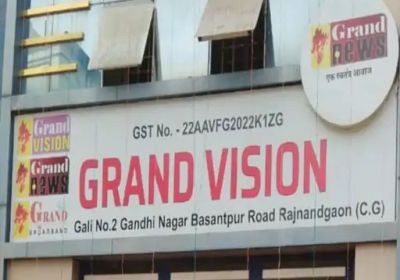 Grand
news
एक स्वतंत्र आवाज
GST No. - 22AAVFG2022K1ZG
Grand
VISION
Grand
news
GRAND
BROADBAND
GRAND VISION
Gali No.2 Gandhi Nagar Basantpur Road Rajnandgaon (C.G)